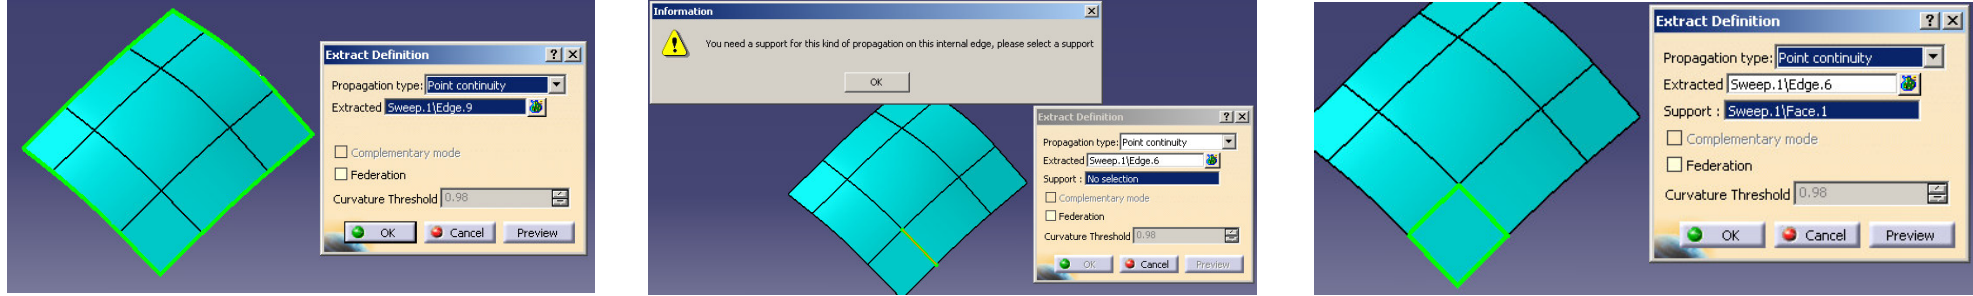 Extract Definition
Propagation type: Point continuity
Extracted Sweep.1\Edge.9
Complementary mode
Federation
Curvature Threshold 0.98
OK Cancel Preview
Information
You need a support for this kind of propagation on this internal edge, please select a support
OK
Extract Definition
Propagation type: Point continuity
Extracted Sweep.1\Edge.6
Support : No selection
Complementary mode
Federation
Curvature Threshold 0.98
OK Cancel Preview
Extract Definition
Propagation type: Point continuity
Extracted Sweep.1\Edge.6
Support : Sweep.1\Face.1
Complementary mode
Federation
Curvature Threshold 0.98
OK Cancel Preview